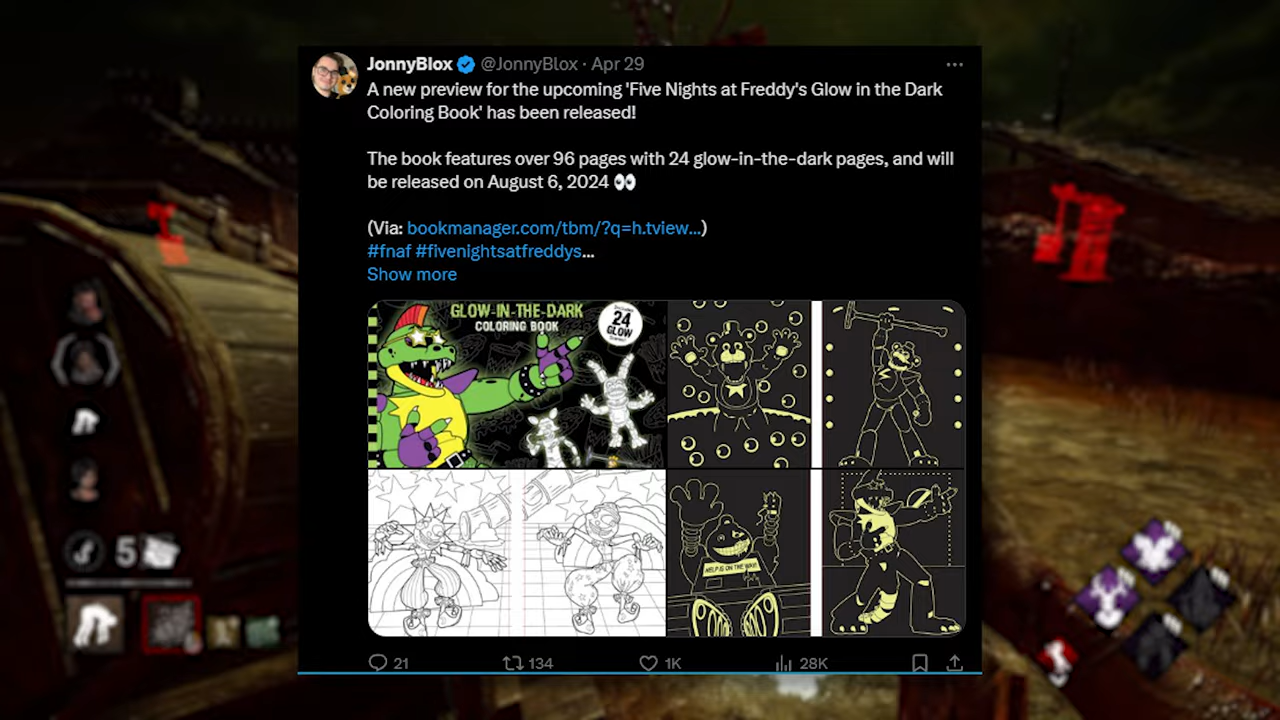 JonnyBlox @JonnyBlox · Apr 29
A new preview for the upcoming 'Five Nights at Freddy's Glow in the Dark
Coloring Book' has been released!
The book features over 96 pages with 24 glow-in-the-dark pages, and will
be released on August 6, 2024 👀
(Via: bookmanager.com/tbm/?q=h.tview...)
#fnaf #fivenightsatfreddys...
Show more
GLOW-IN-THE-DARK
COLORING BOOK
24
GLOW
HELP IS ON THE WAY!
21 134 1K 28K
5